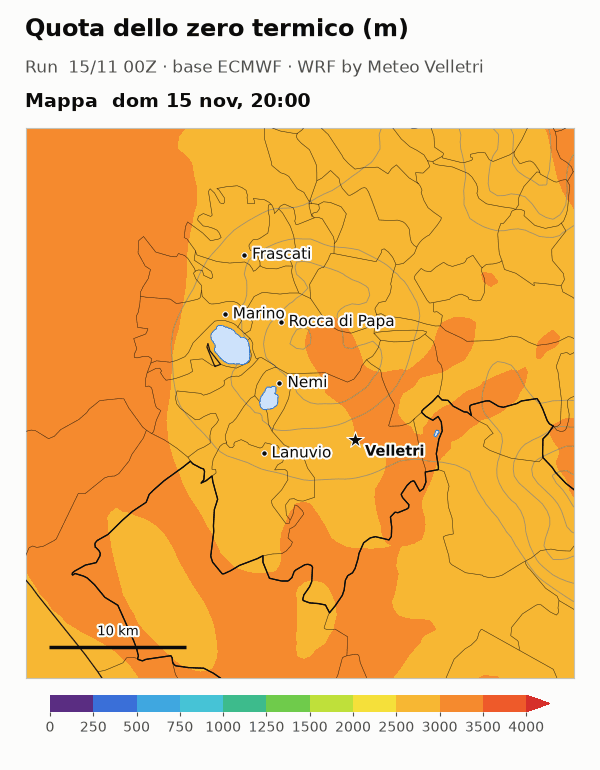 Quota dello zero termico (m)
Run  15/11 00Z · base ECMWF · WRF by Meteo Velletri
Mappa  dom 15 nov, 20:00
Frascati
Marino
Rocca di Papa
Nemi
Velletri
Lanuvio
10 km
0 250 500 750 1000 1250 1500 2000 2500 3000 3500 4000